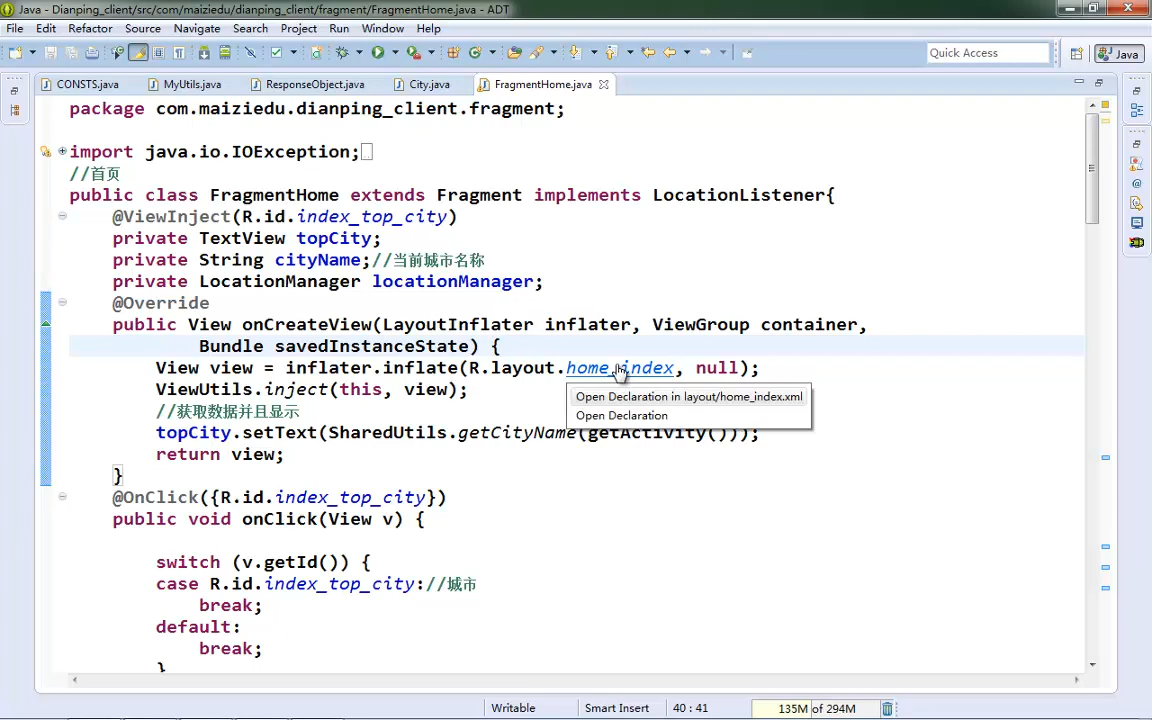 Java - Dianping_client/src/com/maiziedu/dianping_client/fragment/FragmentHome.java - ADT
File Edit Refactor Source Navigate Search Project Run Window Help
Quick Access
Java
CONSTS.java MyUtils.java ResponseObject.java City.java FragmentHome.java
package com.maiziedu.dianping_client.fragment;
import java.io.IOException;
//首页
public class FragmentHome extends Fragment implements LocationListener{
@ViewInject(R.id.index_top_city)
private TextView topCity;
private String cityName;//当前城市名称
private LocationManager locationManager;
@Override
public View onCreateView(LayoutInflater inflater, ViewGroup container,
Bundle savedInstanceState) {
View view = inflater.inflate(R.layout.home_index, null);
ViewUtils.inject(this, view);
Open Declaration in layout/home_index.xml
//获取数据并且显示
Open Declaration
topCity.setText(SharedUtils.getCityName(getActivity()));
return view;
}
@OnClick({R.id.index_top_city})
public void onClick(View v) {
switch (v.getId()) {
case R.id.index_top_city://城市
break;
default:
break;
}
Writable Smart Insert 40 : 41 135M of 294M